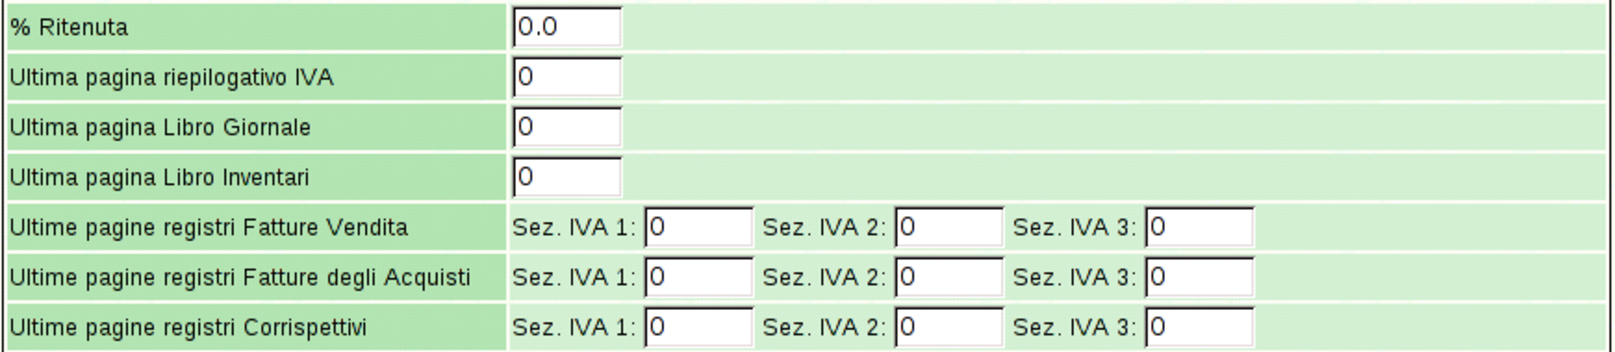 % Ritenuta 0.0
Ultima pagina riepilogativo IVA 0
Ultima pagina Libro Giornale 0
Ultima pagina Libro Inventari 0
Ultime pagine registri Fatture Vendita Sez. IVA 1: 0 Sez. IVA 2: 0 Sez. IVA 3: 0
Ultime pagine registri Fatture degli Acquisti Sez. IVA 1: 0 Sez. IVA 2: 0 Sez. IVA 3: 0
Ultime pagine registri Corrispettivi Sez. IVA 1: 0 Sez. IVA 2: 0 Sez. IVA 3: 0